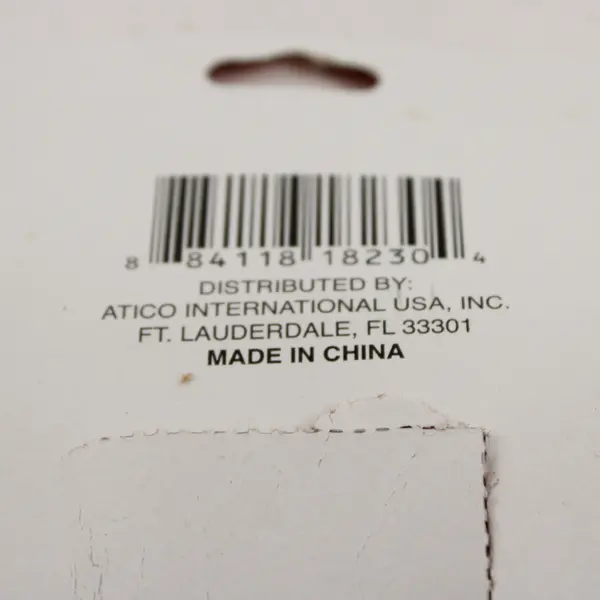 8 84118 18230 4
DISTRIBUTED BY:
ATICO INTERNATIONAL USA, INC.
FT. LAUDERDALE, FL 33301
MADE IN CHINA